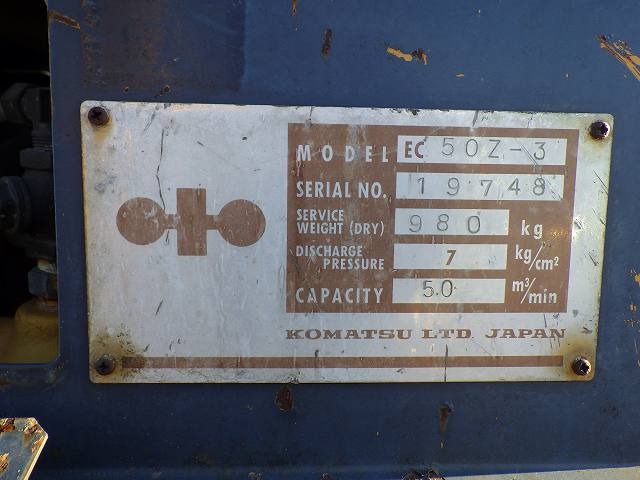 MODEL EC 50Z-3
SERIAL NO. 19748
SERVICE WEIGHT (DRY) 980 kg
DISCHARGE PRESSURE 7 kg/cm²
CAPACITY 5.0 m³/min
KOMATSU LTD JAPAN